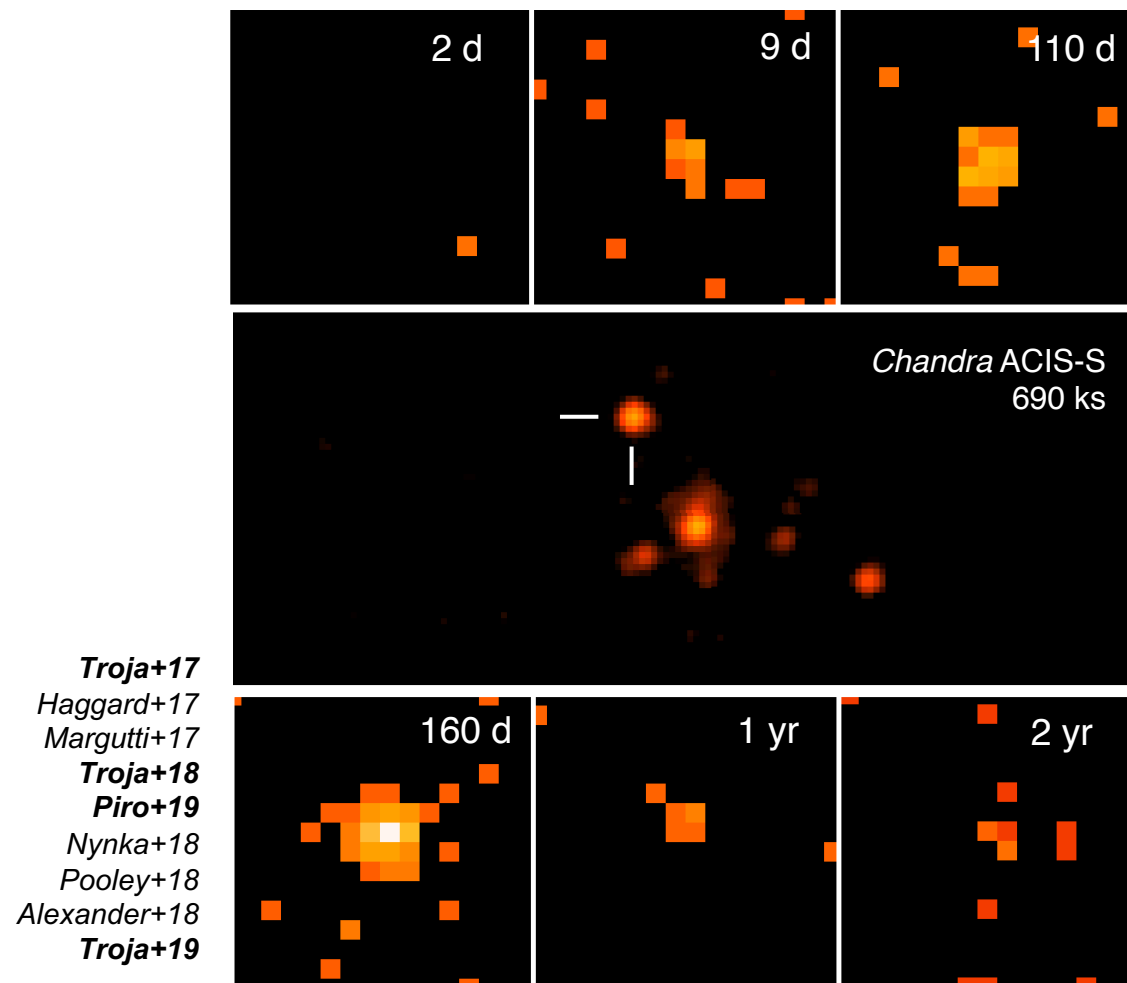 2 d
9 d
110 d
Chandra ACIS-S
690 ks
Troja+17
Haggard+17
Margutti+17
Troja+18
Piro+19
Nynka+18
Pooley+18
Alexander+18
Troja+19
160 d
1 yr
2 yr